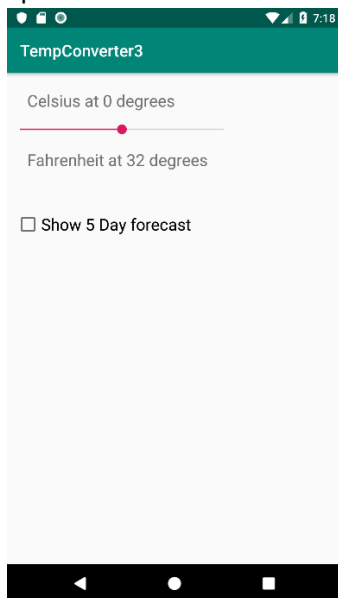 7:18
TempConverter3
Celsius at 0 degrees
Fahrenheit at 32 degrees
Show 5 Day forecast